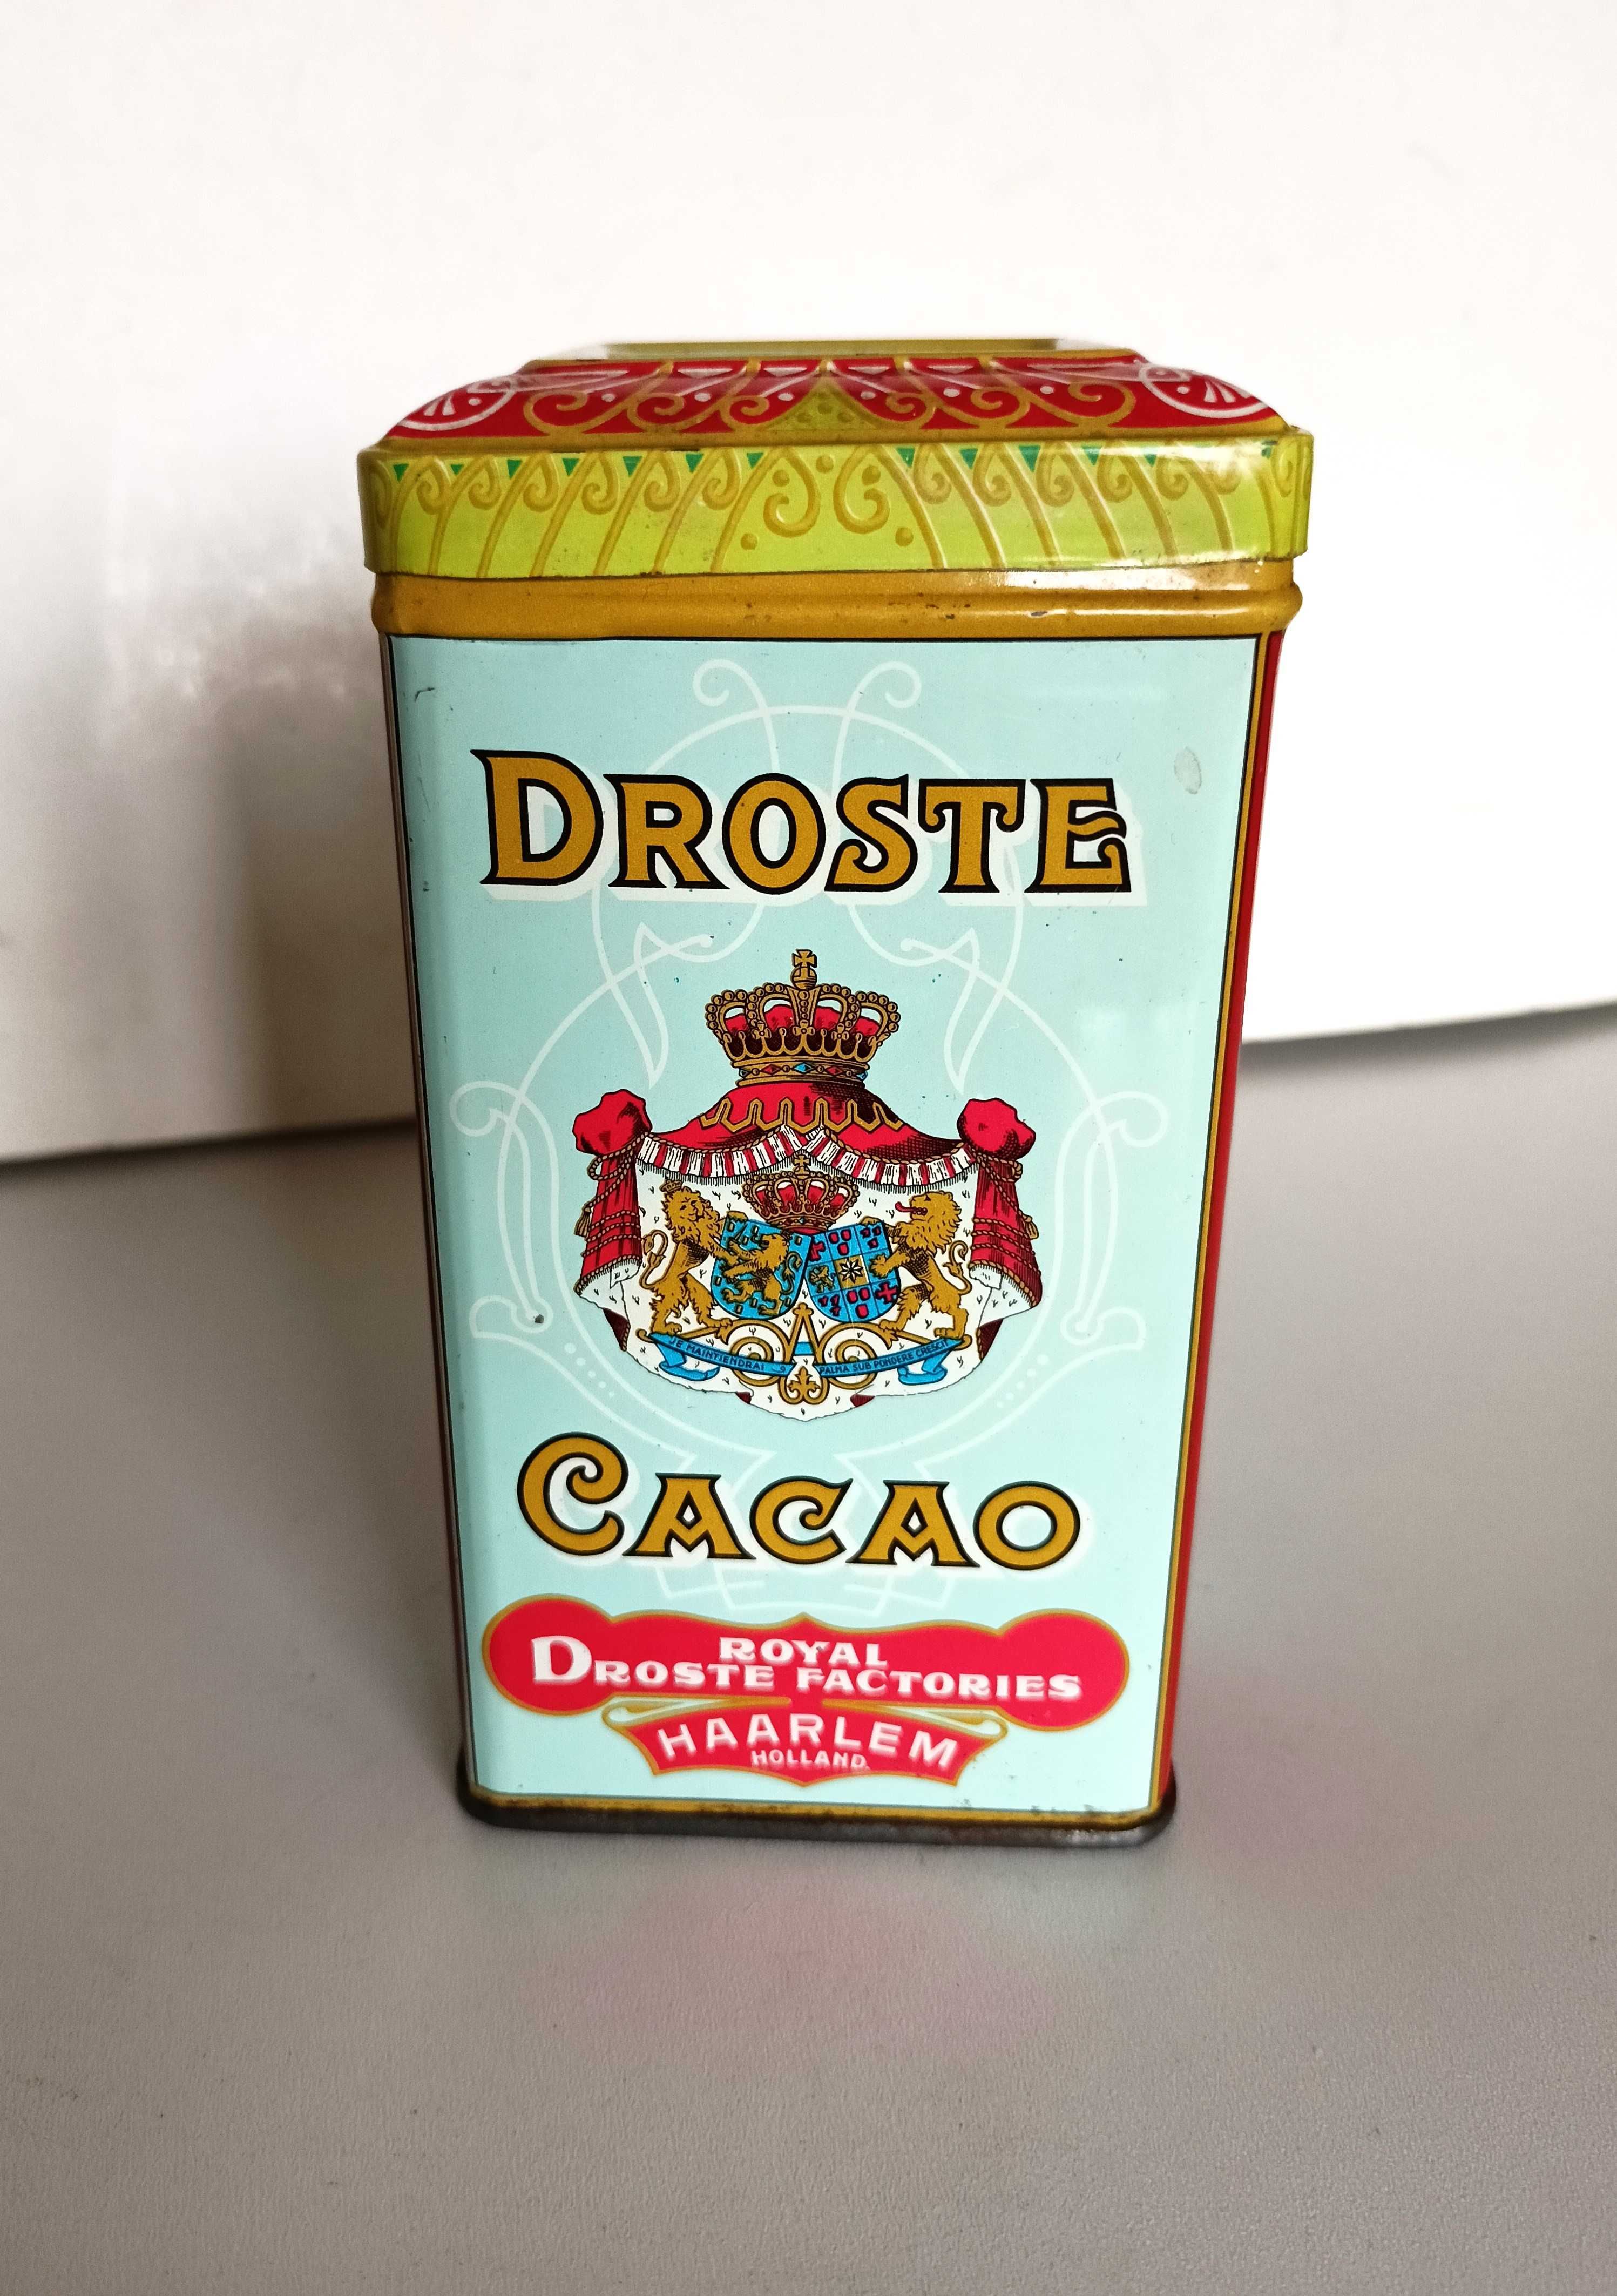 DROSTE
JE MAINTIENDRAI
PALMA SUB PONDERE CRESCIT
CACAO
ROYAL
DROSTE FACTORIES
HAARLEM
HOLLAND.